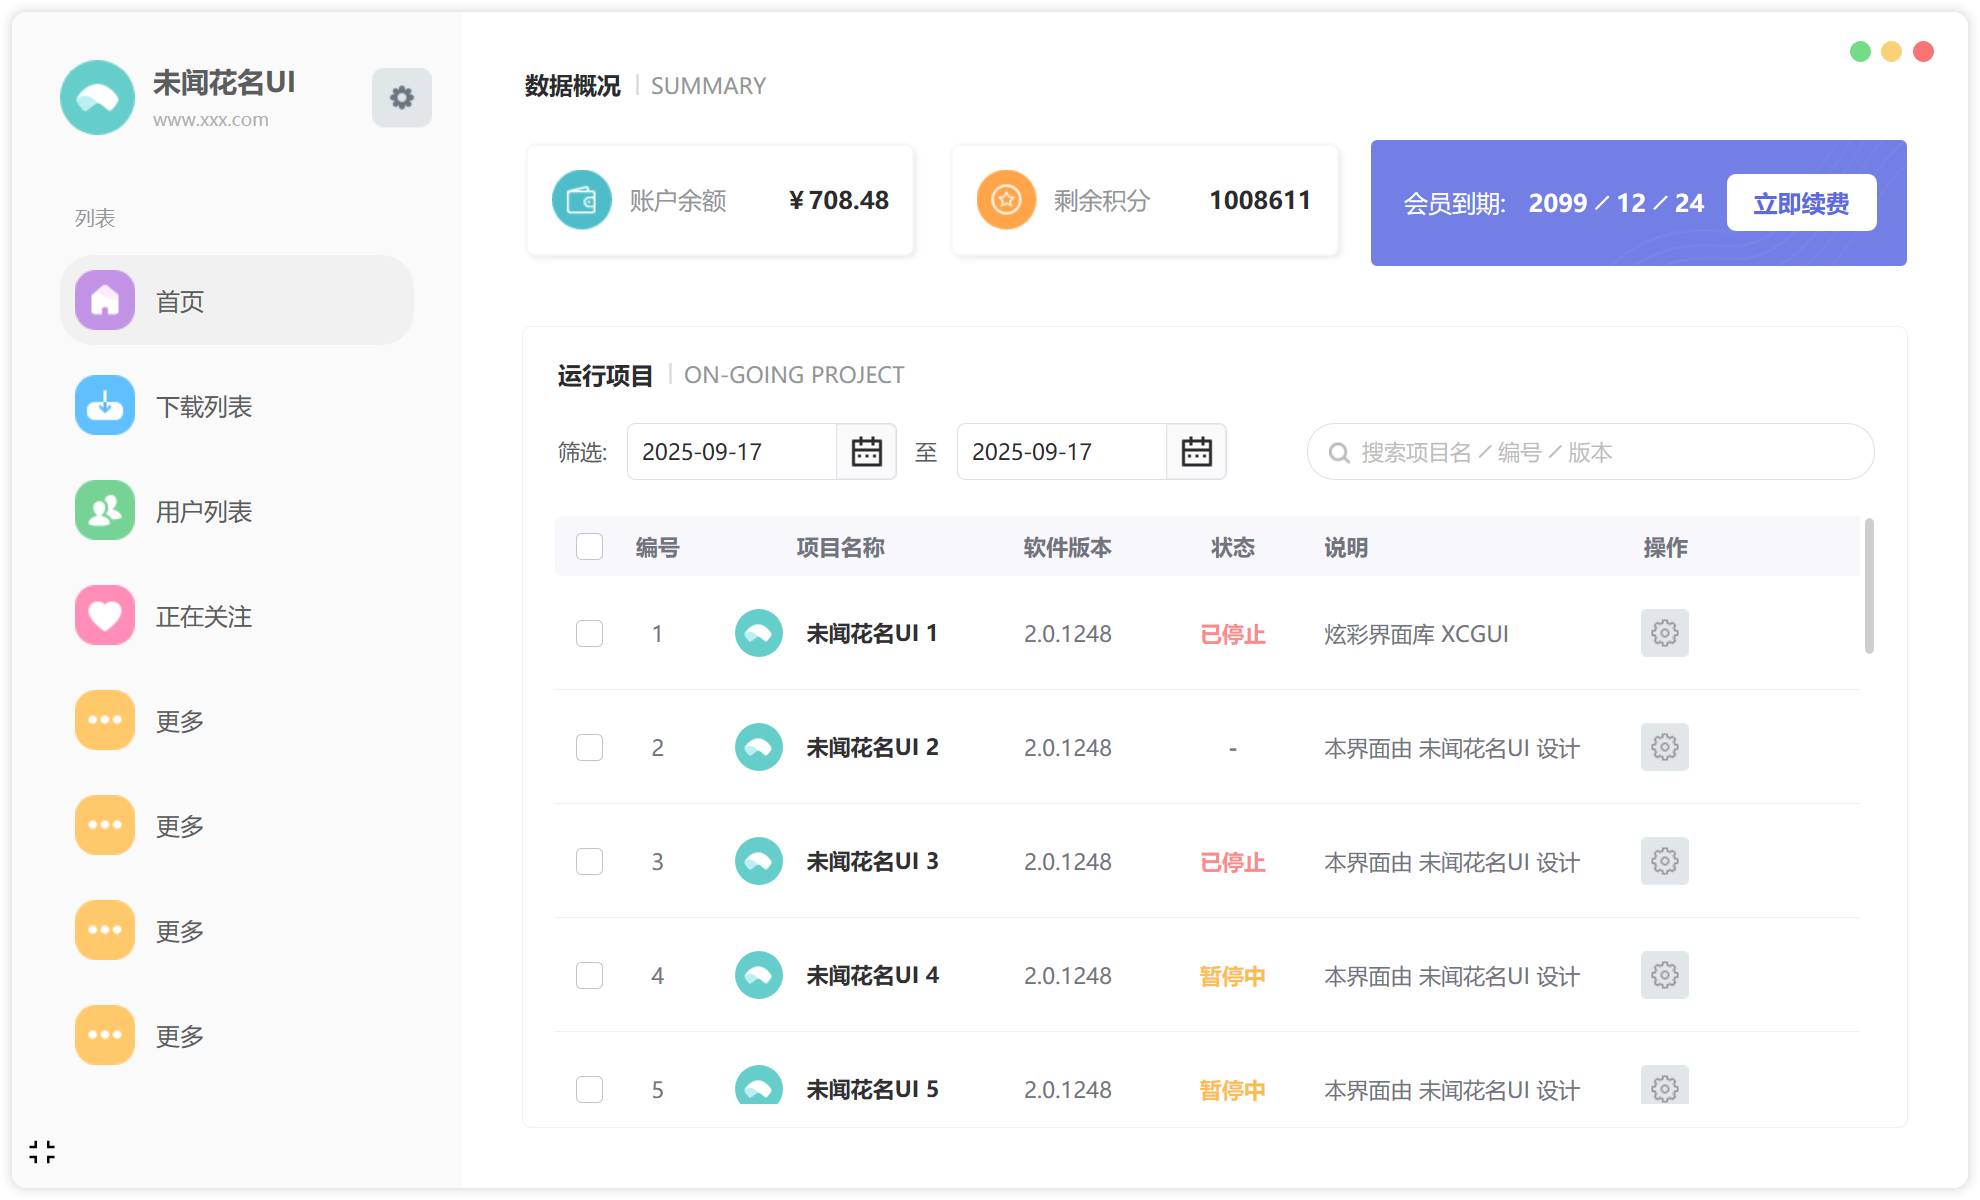 未闻花名UI
www.xxx.com
列表
首页
下载列表
用户列表
正在关注
更多
更多
更多
更多
数据概况 | SUMMARY
账户余额 ¥708.48
剩余积分 1008611
会员到期: 2099 / 12 / 24 立即续费
运行项目 | ON-GOING PROJECT
筛选: 2025-09-17 至 2025-09-17 搜索项目名 / 编号 / 版本
编号 项目名称 软件版本 状态 说明 操作
1 未闻花名UI 1 2.0.1248 已停止 炫彩界面库 XCGUI
2 未闻花名UI 2 2.0.1248 - 本界面由 未闻花名UI 设计
3 未闻花名UI 3 2.0.1248 已停止 本界面由 未闻花名UI 设计
4 未闻花名UI 4 2.0.1248 暂停中 本界面由 未闻花名UI 设计
5 未闻花名UI 5 2.0.1248 暂停中 本界面由 未闻花名UI 设计